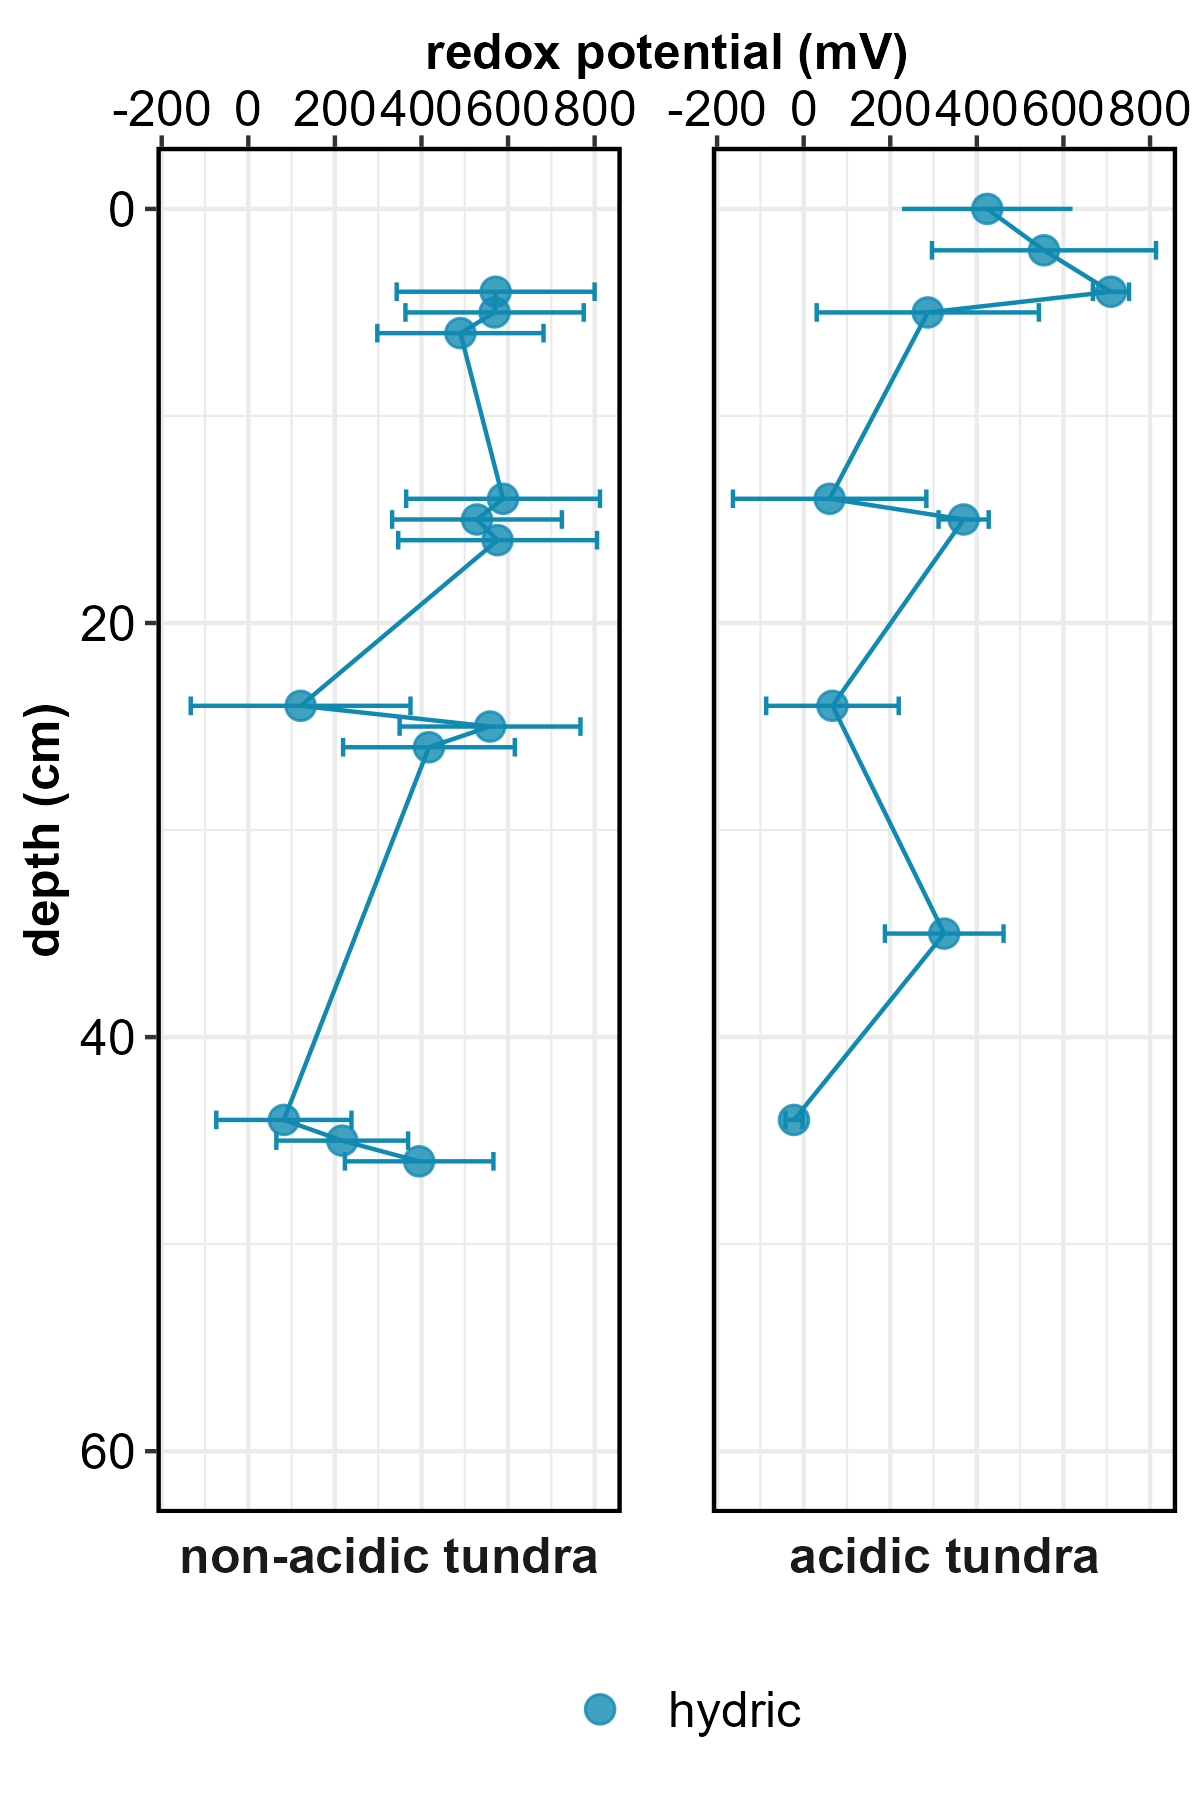 redox potential (mV)
-200 0 200 400 600 800 -200 0 200 400 600 800
0
20
40
60
depth (cm)
non-acidic tundra acidic tundra
hydric